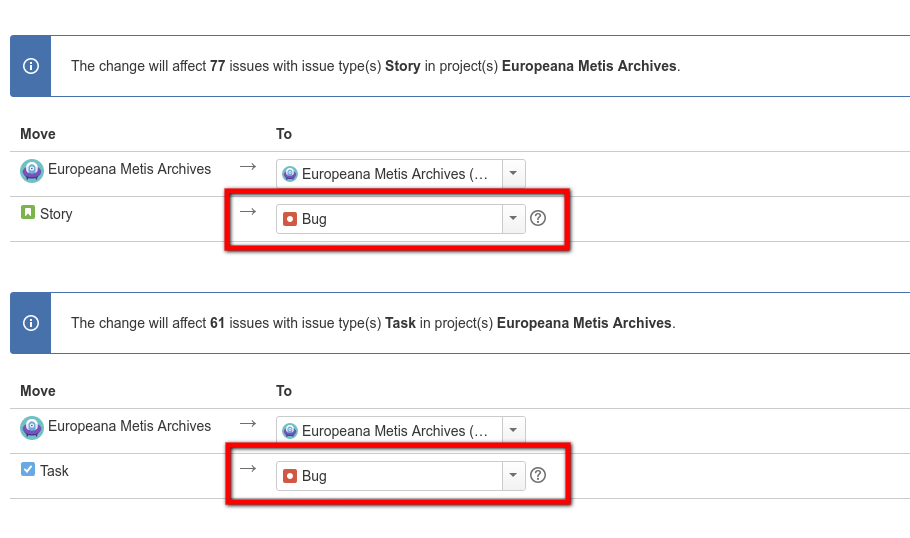 The change will affect 77 issues with issue type(s) Story in project(s) Europeana Metis Archives.
Move To
Europeana Metis Archives → Europeana Metis Archives (...
Story → Bug
The change will affect 61 issues with issue type(s) Task in project(s) Europeana Metis Archives.
Move To
Europeana Metis Archives → Europeana Metis Archives (...
Task → Bug